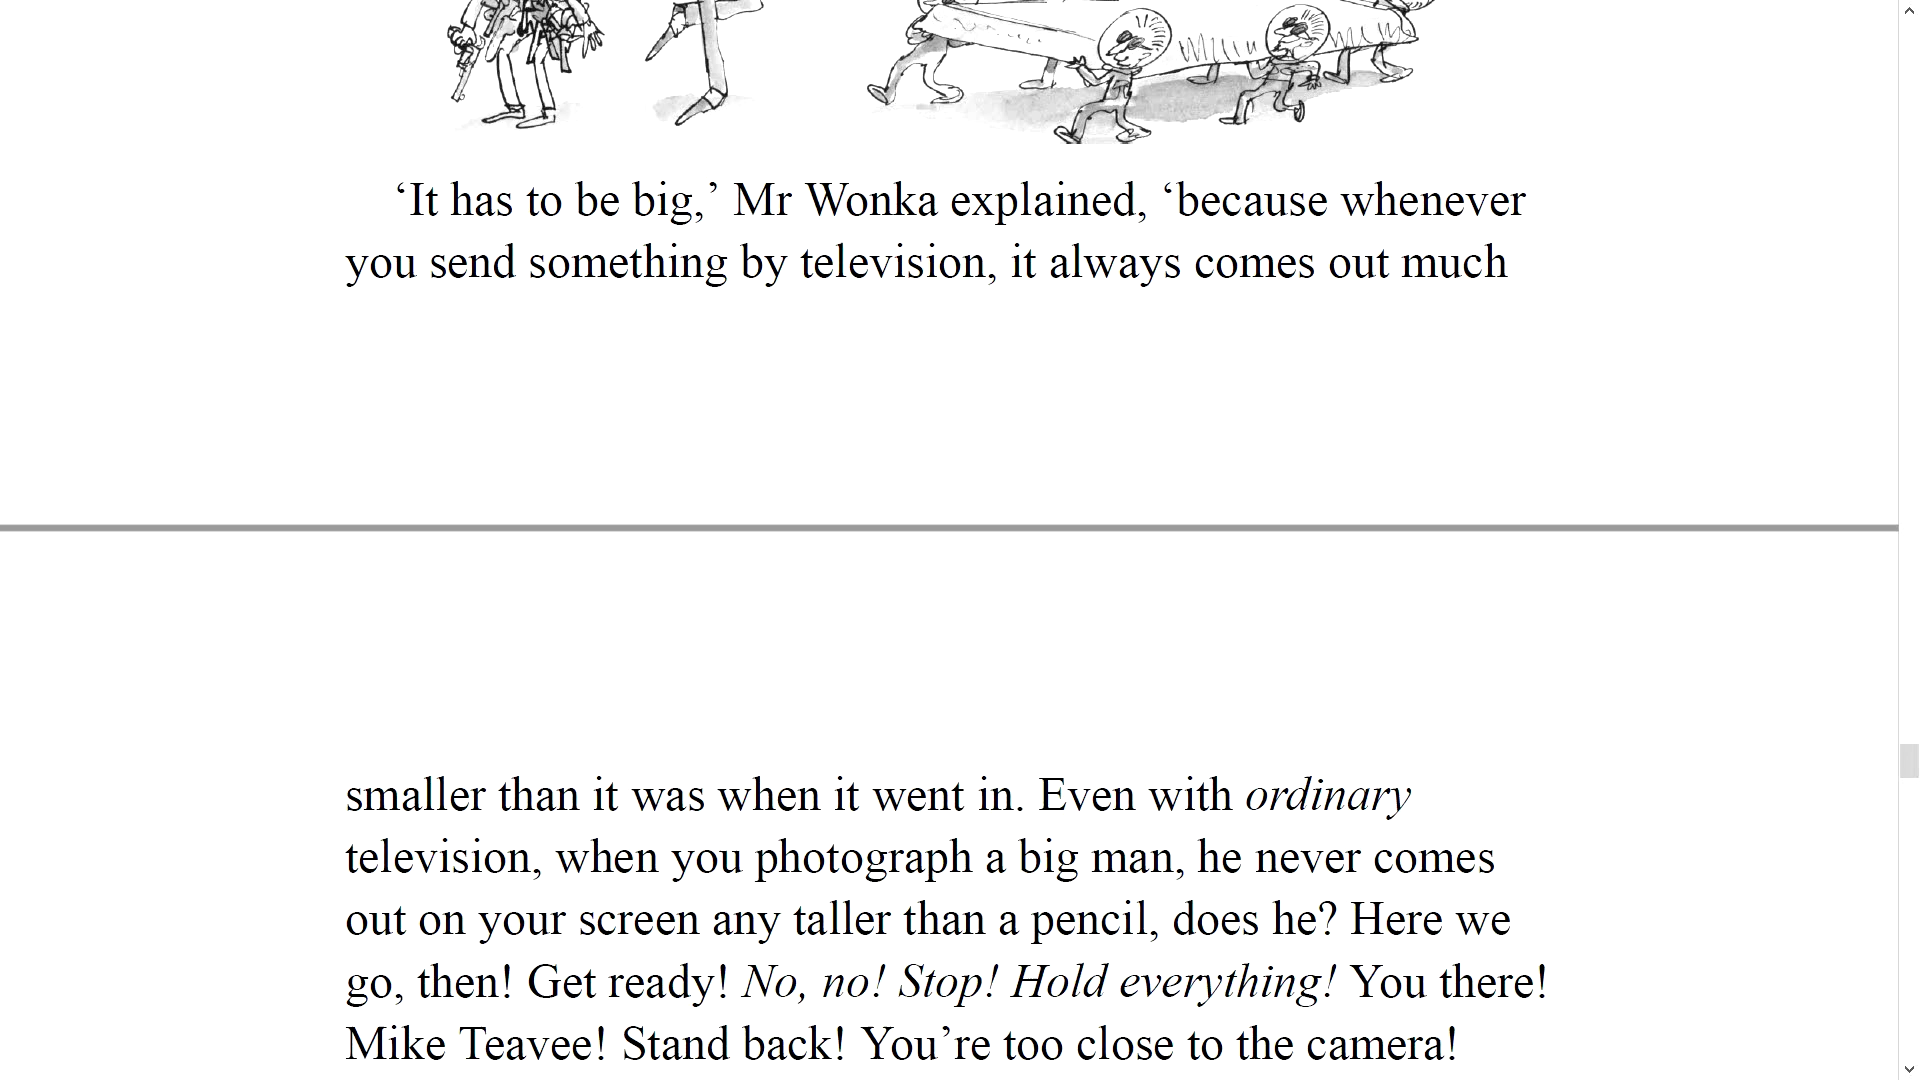 ‘It has to be big,’ Mr Wonka explained, ‘because whenever
you send something by television, it always comes out much
smaller than it was when it went in. Even with ordinary
television, when you photograph a big man, he never comes
out on your screen any taller than a pencil, does he? Here we
go, then! Get ready! No, no! Stop! Hold everything! You there!
Mike Teavee! Stand back! You’re too close to the camera!